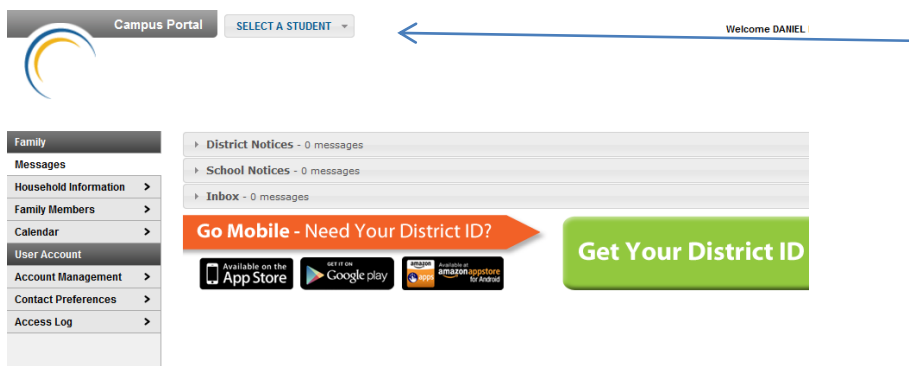 Campus Portal
SELECT A STUDENT
Welcome DANIEL
Family
Messages
Household Information
Family Members
Calendar
User Account
Account Management
Contact Preferences
Access Log
District Notices - 0 messages
School Notices - 0 messages
Inbox - 0 messages
Go Mobile - Need Your District ID?
Available on the
App Store
GET IT ON
Google play
amazon
apps
Available at
amazonappstore
for Android
Get Your District ID